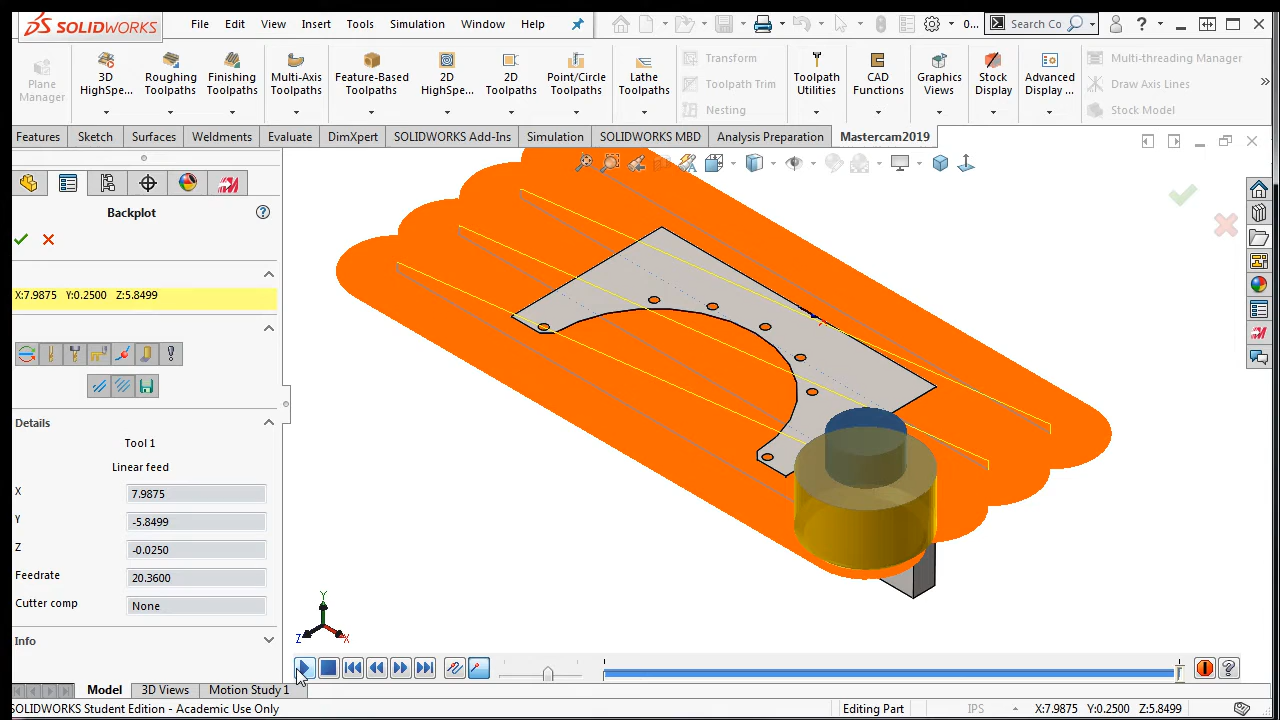 SOLIDWORKS File Edit View Insert Tools Simulation Window Help 0... Search Co
Plane Manager
3D HighSpe...
Roughing Toolpaths
Finishing Toolpaths
Multi-Axis Toolpaths
Feature-Based Toolpaths
2D HighSpe...
2D Toolpaths
Point/Circle Toolpaths
Lathe Toolpaths
Transform
Toolpath Trim
Nesting
Toolpath Utilities
CAD Functions
Graphics Views
Stock Display
Advanced Display ...
Multi-threading Manager
Draw Axis Lines
Stock Model
Features Sketch Surfaces Weldments Evaluate DimXpert SOLIDWORKS Add-Ins Simulation SOLIDWORKS MBD Analysis Preparation Mastercam2019
Backplot
X:7.9875 Y:0.2500 Z:5.8499
Details
Tool 1
Linear feed
X 7.9875
Y -5.8499
Z -0.0250
Feedrate 20.3600
Cutter comp None
Info
Y
Z X
Model 3D Views Motion Study 1
SOLIDWORKS Student Edition - Academic Use Only Editing Part IPS X:7.9875 Y:0.2500 Z:5.8499